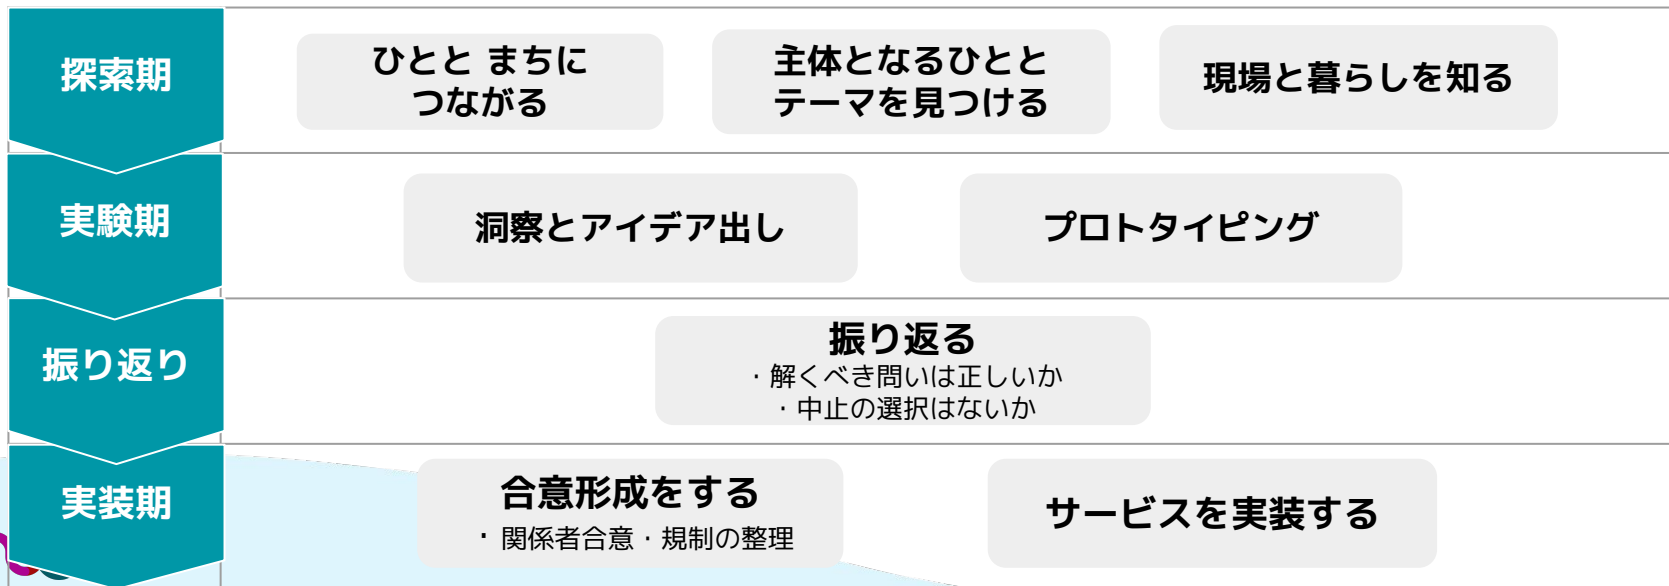 探索期
ひとと まちに
つながる
主体となるひとと
テーマを見つける
現場と暮らしを知る
実験期
洞察とアイデア出し
プロトタイピング
振り返り
振り返る
・解くべき問いは正しいか
・中止の選択はないか
実装期
合意形成をする
・関係者合意・規制の整理
サービスを実装する